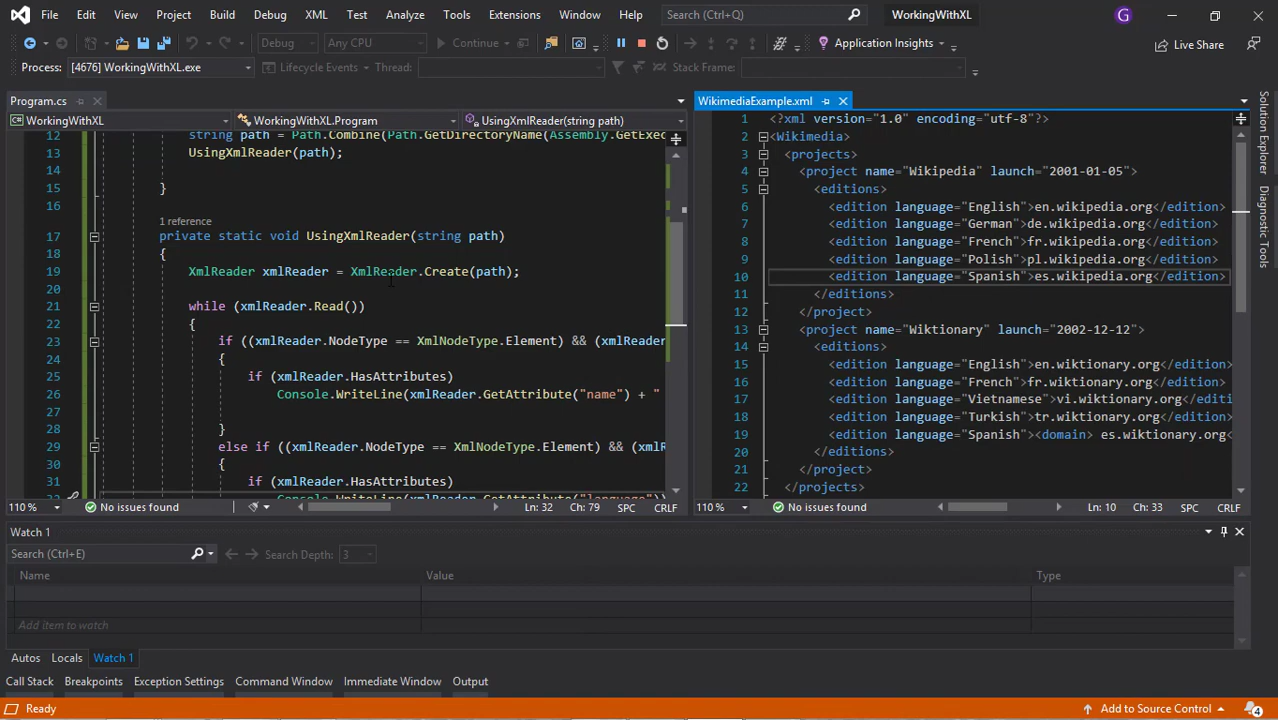 File Edit View Project Build Debug XML Test Analyze Tools Extensions Window Help Search (Ctrl+Q) WorkingWithXL G
Debug Any CPU Continue Application Insights Live Share
Process: [4676] WorkingWithXL.exe Lifecycle Events Thread: Stack Frame:
Program.cs
WorkingWithXL WorkingWithXL.Program UsingXmlReader(string path)
12 string path = Path.Combine(Path.GetDirectoryName(Assembly.GetExec
13 UsingXmlReader(path);
14
15 }
16
1 reference
17 private static void UsingXmlReader(string path)
18 {
19 XmlReader xmlReader = XmlReader.Create(path);
20
21 while (xmlReader.Read())
22 {
23 if ((xmlReader.NodeType == XmlNodeType.Element) && (xmlReader
24 {
25 if (xmlReader.HasAttributes)
26 Console.WriteLine(xmlReader.GetAttribute("name") + "
27
28 }
29 else if ((xmlReader.NodeType == XmlNodeType.Element) && (xmlR
30 {
31 if (xmlReader.HasAttributes)
32 Console.WriteLine(xmlReader.GetAttribute("language"))
110 % No issues found Ln: 32 Ch: 79 SPC CRLF
WikimediaExample.xml
1 <?xml version="1.0" encoding="utf-8"?>
2 <Wikimedia>
3 <projects>
4 <project name="Wikipedia" launch="2001-01-05">
5 <editions>
6 <edition language="English">en.wikipedia.org</edition>
7 <edition language="German">de.wikipedia.org</edition>
8 <edition language="French">fr.wikipedia.org</edition>
9 <edition language="Polish">pl.wikipedia.org</edition>
10 <edition language="Spanish">es.wikipedia.org</edition>
11 </editions>
12 </project>
13 <project name="Wiktionary" launch="2002-12-12">
14 <editions>
15 <edition language="English">en.wiktionary.org</edition>
16 <edition language="French">fr.wiktionary.org</edition>
17 <edition language="Vietnamese">vi.wiktionary.org</editi
18 <edition language="Turkish">tr.wiktionary.org</edition>
19 <edition language="Spanish"><domain> es.wiktionary.org
20 </editions>
21 </project>
22 </projects>
110 % No issues found Ln: 10 Ch: 33 SPC CRLF
Solution Explorer
Diagnostic Tools
Watch 1
Search (Ctrl+E) Search Depth: 3
Name Value Type
Add item to watch
Autos Locals Watch 1
Call Stack Breakpoints Exception Settings Command Window Immediate Window Output
Ready Add to Source Control 4